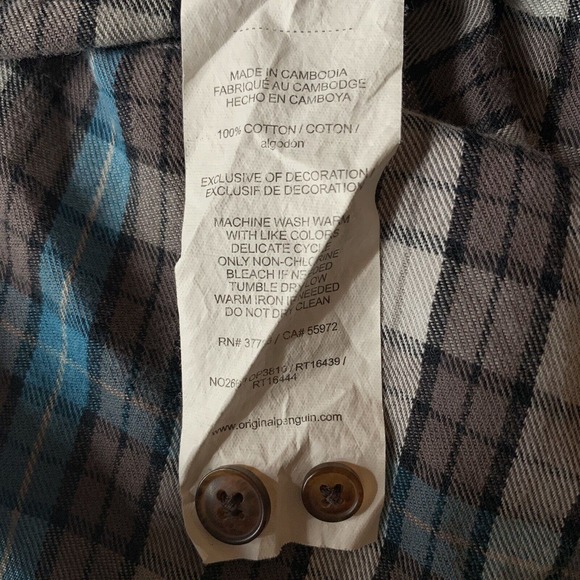 MADE IN CAMBODIA
FABRIQUÉ AU CAMBODGE
HECHO EN CAMBOYA
100% COTTON / COTON /
algodon
EXCLUSIVE OF DECORATION
EXCLUSIF DE DECORATION
MACHINE WASH WARM
WITH LIKE COLORS
DELICATE CYCLE
ONLY NON-CHLORINE
BLEACH IF NEEDED
TUMBLE DRY LOW
WARM IRON IF NEEDED
DO NOT DRY CLEAN
RN# / CA# 55972
/ RT16439 /
RT16444
www.originalpenguin.com